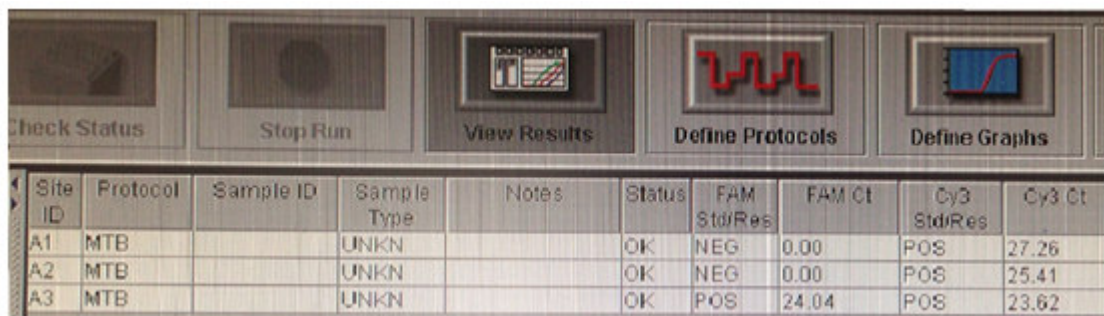 Check Status Stop Run View Results Define Protocols Define Graphs
Site ID Protocol Sample ID Sample Type Notes Status FAM Std/Res FAM Ct Cy3 Std/Res Cy3 Ct
A1 MTB UNKN OK NEG 0.00 POS 27.26
A2 MTB UNKN OK NEG 0.00 POS 25.41
A3 MTB UNKN OK POS 24.04 POS 23.62